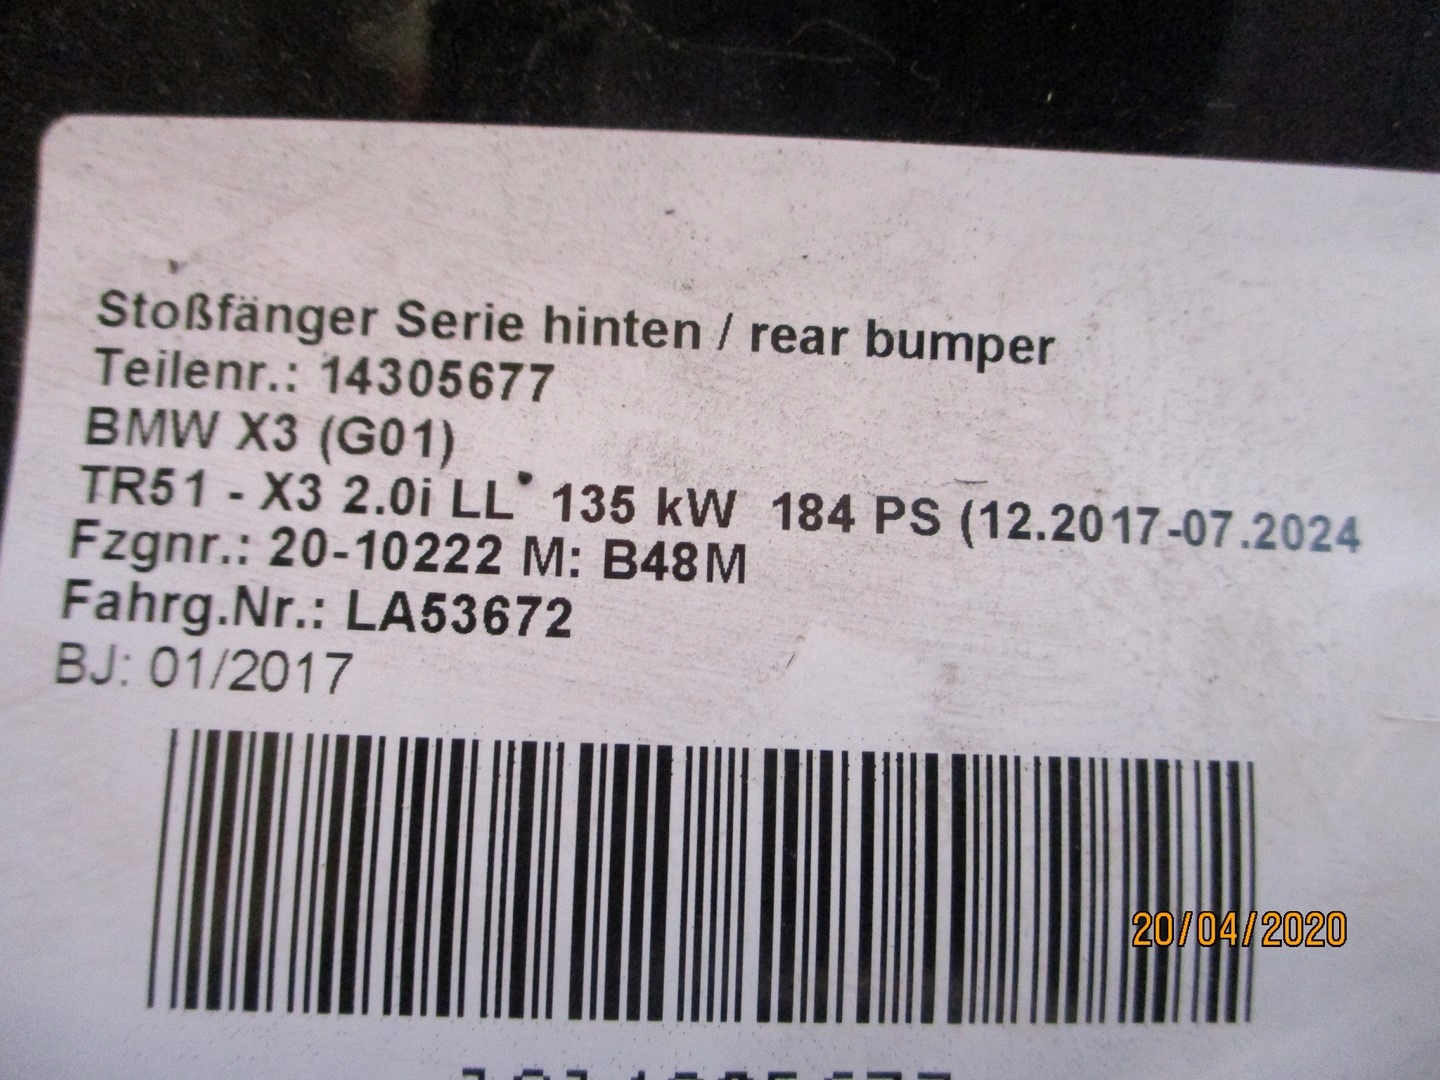 Stoßfänger Serie hinten / rear bumper
Teilenr.: 14305677
BMW X3 (G01)
TR51 - X3 2.0i LL 135 kW 184 PS (12.2017-07.2024
Fzgnr.: 20-10222 M: B48M
Fahrg.Nr.: LA53672
BJ: 01/2017
20/04/2020